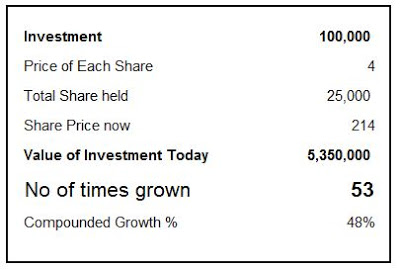 Investment 100,000
Price of Each Share 4
Total Share held 25,000
Share Price now 214
Value of Investment Today 5,350,000
No of times grown 53
Compounded Growth % 48%